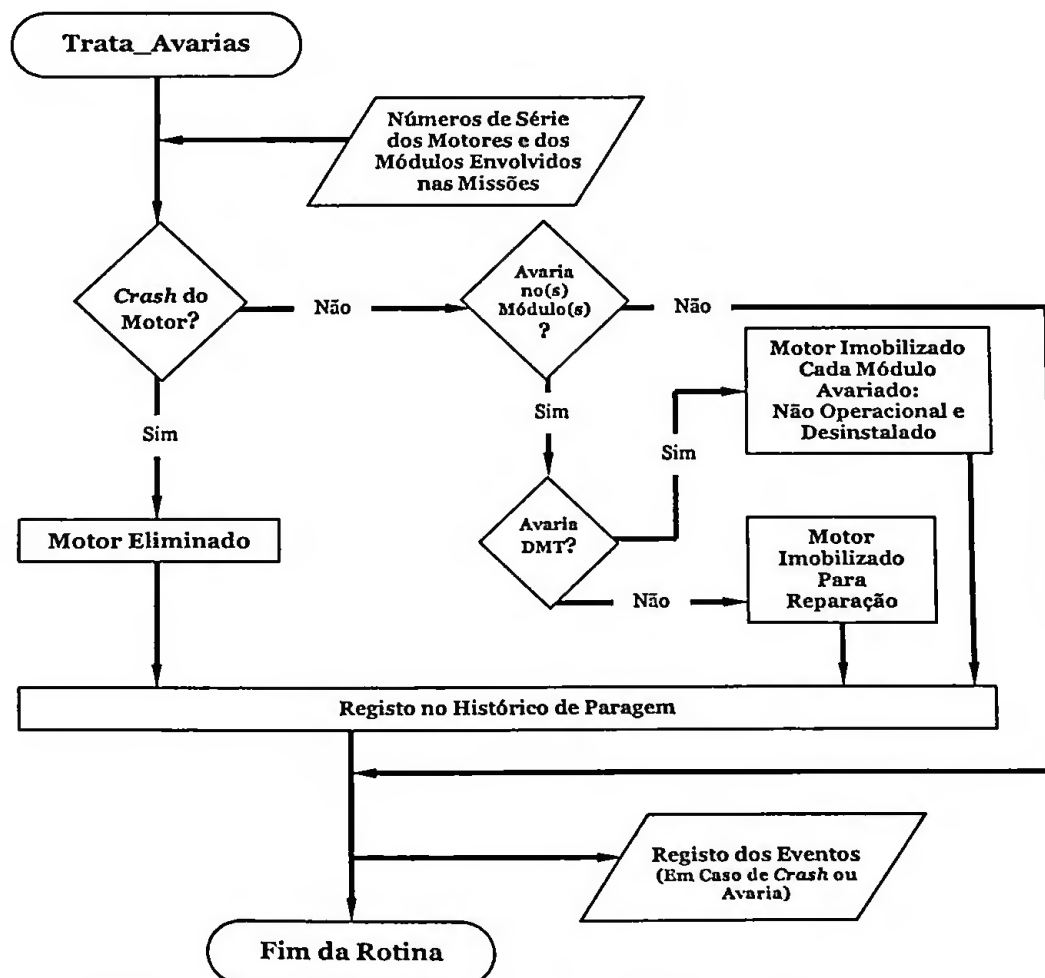 Trata_Avarias
Números de Série
dos Motores e dos
Módulos Envolvidos
nas Missões
Crash do
Motor?
Não
Avaria
no(s)
Módulo(s)
?
Não
Motor Imobilizado
Cada Módulo
Avariado:
Não Operacional e
Desinstalado
Sim
Sim
Sim
Motor Eliminado
Avaria
DMT?
Não
Motor
Imobilizado
Para
Reparação
Registo no Histórico de Paragem
Registo dos Eventos
(Em Caso de Crash ou
Avaria)
Fim da Rotina